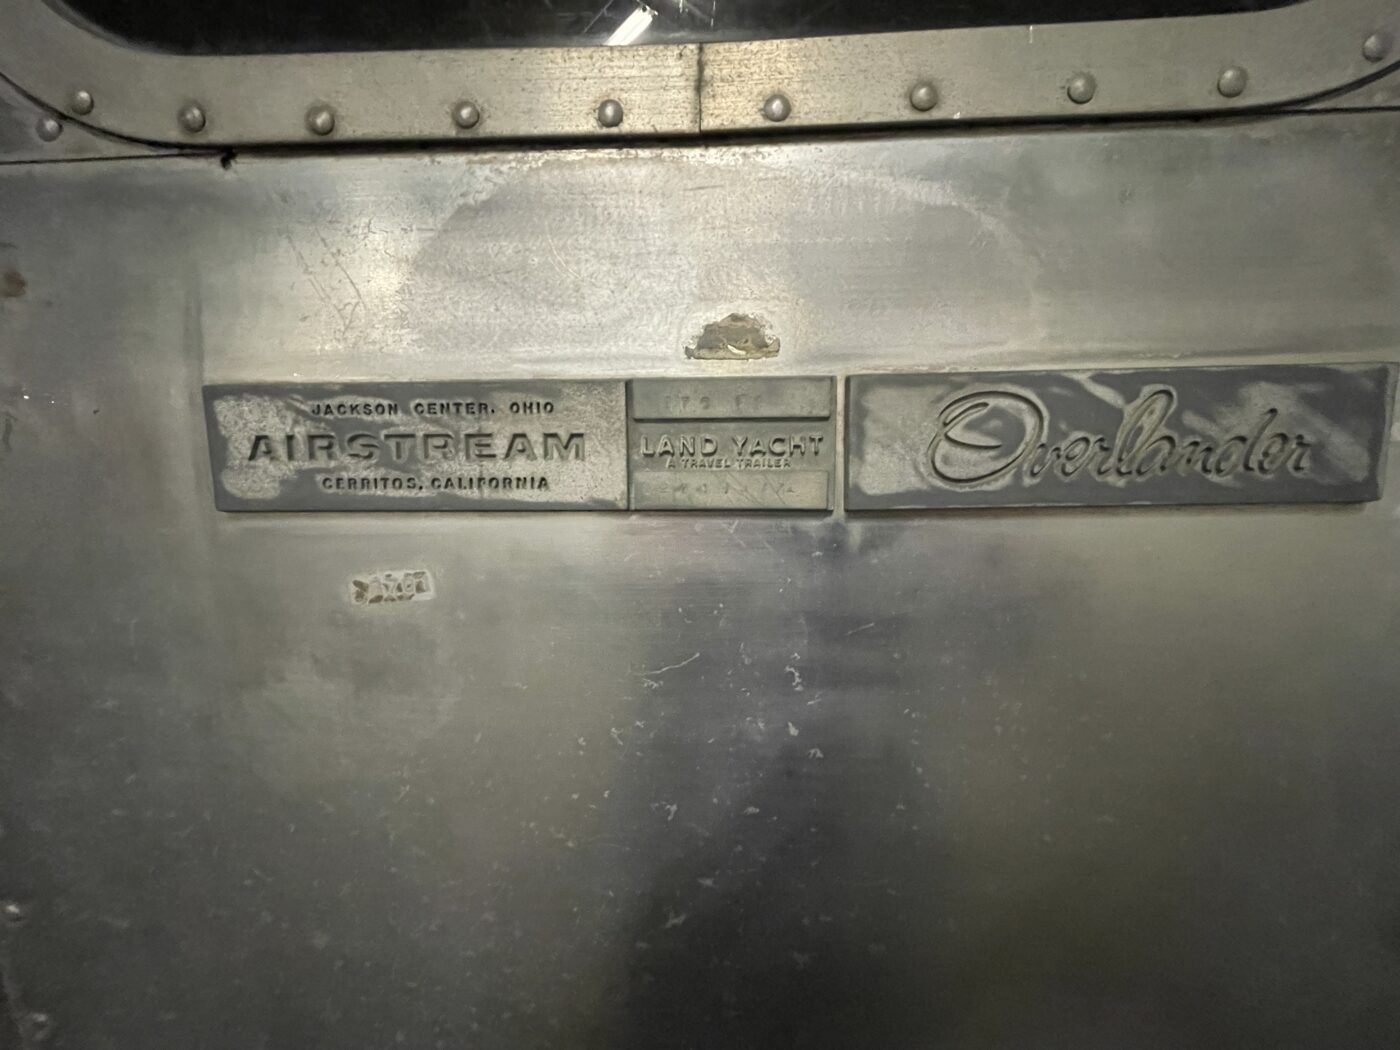 JACKSON CENTER, OHIO
AIRSTREAM
CERRITOS, CALIFORNIA
LAND YACHT
A TRAVEL TRAILER
Overlander